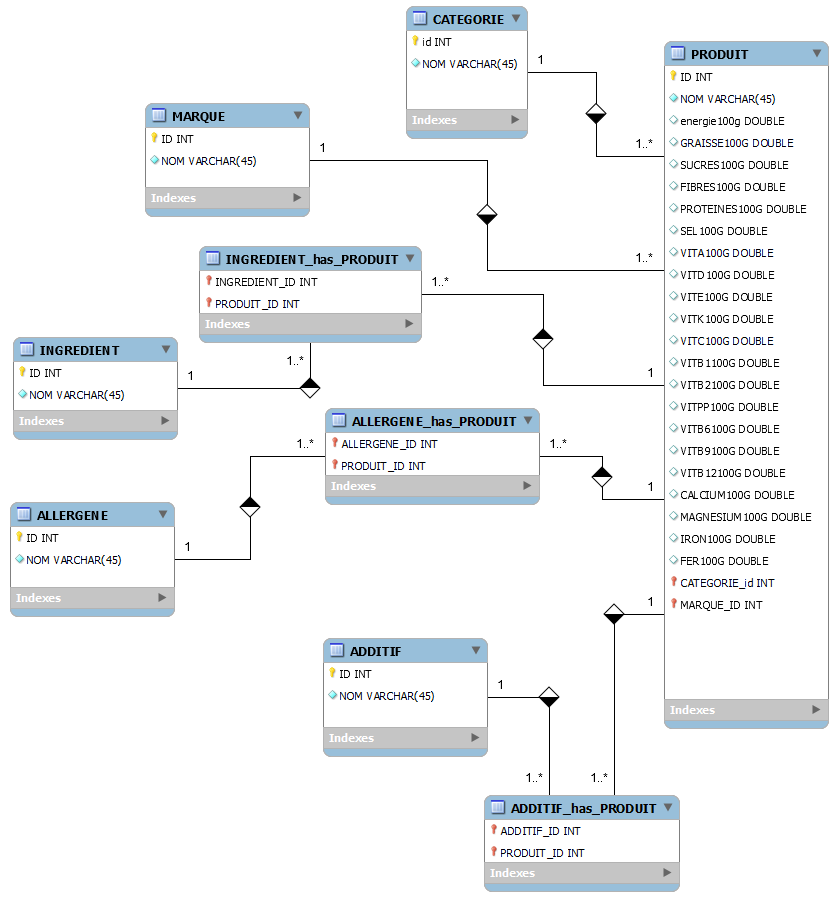 CATEGORIE
id INT
NOM VARCHAR(45)
Indexes
1
1..*
PRODUIT
ID INT
NOM VARCHAR(45)
energie100g DOUBLE
GRAISSE100G DOUBLE
SUCRES100G DOUBLE
FIBRES100G DOUBLE
PROTEINES100G DOUBLE
SEL100G DOUBLE
VITA100G DOUBLE
VITD100G DOUBLE
VITE100G DOUBLE
VITK100G DOUBLE
VITC100G DOUBLE
VITB1100G DOUBLE
VITB2100G DOUBLE
VITPP100G DOUBLE
VITB6100G DOUBLE
VITB9100G DOUBLE
VITB12100G DOUBLE
CALCIUM100G DOUBLE
MAGNESIUM100G DOUBLE
IRON100G DOUBLE
FER100G DOUBLE
CATEGORIE_id INT
MARQUE_ID INT
Indexes
MARQUE
ID INT
NOM VARCHAR(45)
Indexes
1
1..*
INGREDIENT_has_PRODUIT
INGREDIENT_ID INT
PRODUIT_ID INT
Indexes
1..*
1
INGREDIENT
ID INT
NOM VARCHAR(45)
Indexes
1
1..*
ALLERGENE_has_PRODUIT
ALLERGENE_ID INT
PRODUIT_ID INT
Indexes
1..*
1
ALLERGENE
ID INT
NOM VARCHAR(45)
Indexes
1
1..*
ADDITIF
ID INT
NOM VARCHAR(45)
Indexes
1
1..*
1
1..*
ADDITIF_has_PRODUIT
ADDITIF_ID INT
PRODUIT_ID INT
Indexes